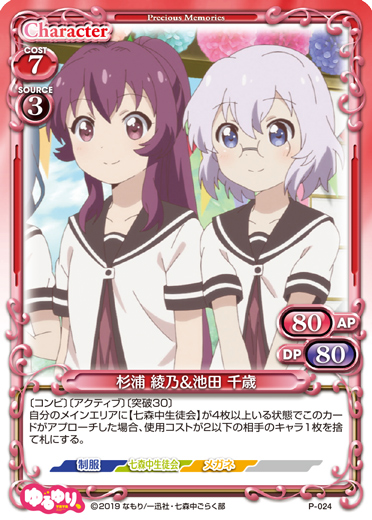 Precious Memories
Character
COST
7
SOURCE
3
80 AP
DP 80
杉浦 綾乃&池田 千歳
〔コンビ〕〔アクティブ〕〔突破30〕
自分のメインエリアに【七森中生徒会】が4枚以上いる状態でこのカー
ドがアプローチした場合、使用コストが2以下の相手のキャラ1枚を捨
て札にする。
制服 七森中生徒会 メガネ
ゆるゆり、
©2019 なもり/一迅社・七森中ごらく部
P-024